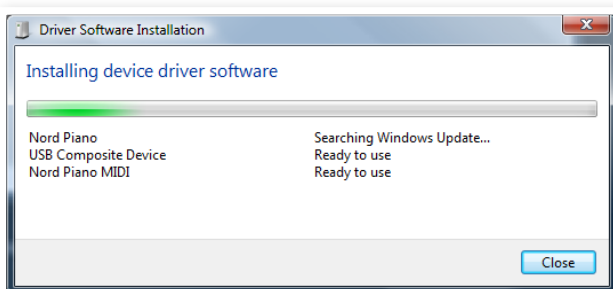 Driver Software Installation
Installing device driver software
Nord Piano Searching Windows Update...
USB Composite Device Ready to use
Nord Piano MIDI Ready to use
Close